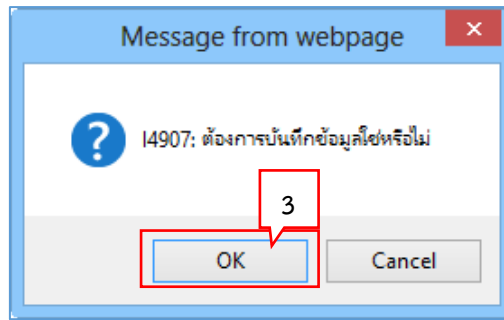 Message from webpage
I4907: ต้องการบันทึกข้อมูลใช่หรือไม่
3
OK
Cancel